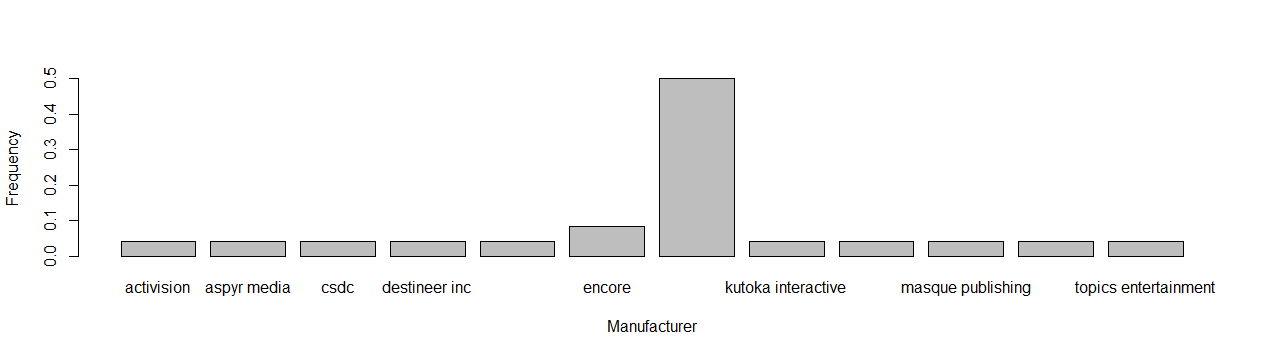 0.5
0.4
0.3
0.2
0.1
0.0
Frequency
activision aspyr media csdc destineer inc encore kutoka interactive masque publishing topics entertainment
Manufacturer